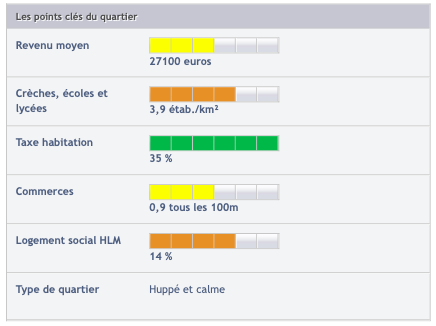 Les points clés du quartier
Revenu moyen
27100 euros
Crèches, écoles et
lycées
3,9 étab./km²
Taxe habitation
35 %
Commerces
0,9 tous les 100m
Logement social HLM
14 %
Type de quartier
Huppé et calme